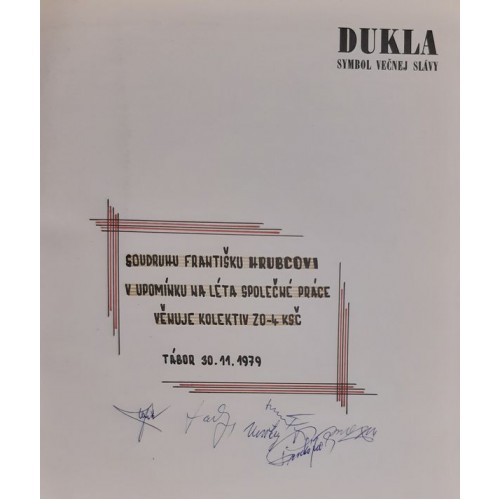 DUKLA
SYMBOL VEČNEJ SLÁVY
SOUDRUHU FRANTIŠKU HRUBCOVI
V UPOMÍNKU NA LÉTA SPOLEČNÉ PRÁCE
VĚNUJE KOLEKTIV ZO-4 KSČ
TÁBOR 30.11.1979